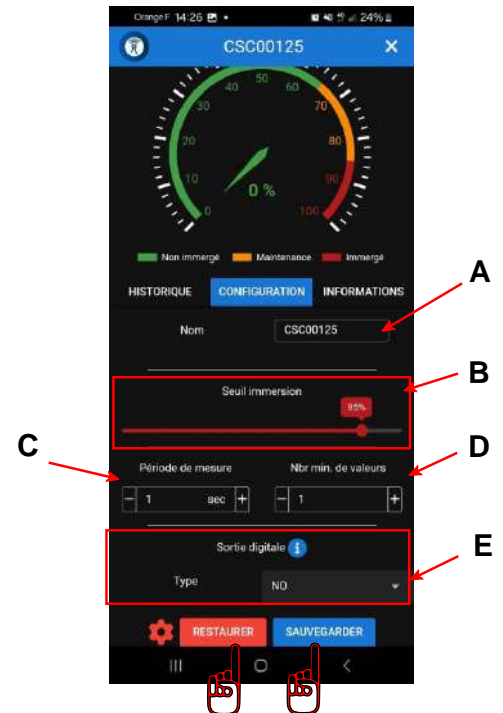 Orange F 14:26 24%
CSC00125 ×
40 50 60
30 70
20 80
10 90
0 % 
0 100
Non immergé Maintenance Immergé
HISTORIQUE CONFIGURATION INFORMATIONS
A
Nom CSC00125
B
Seuil immersion
85%
C
D
Période de mesure Nbr min. de valeurs
- 1 sec + - 1 +
E
Sortie digitale i
Type NO
RESTAURER SAUVEGARDER